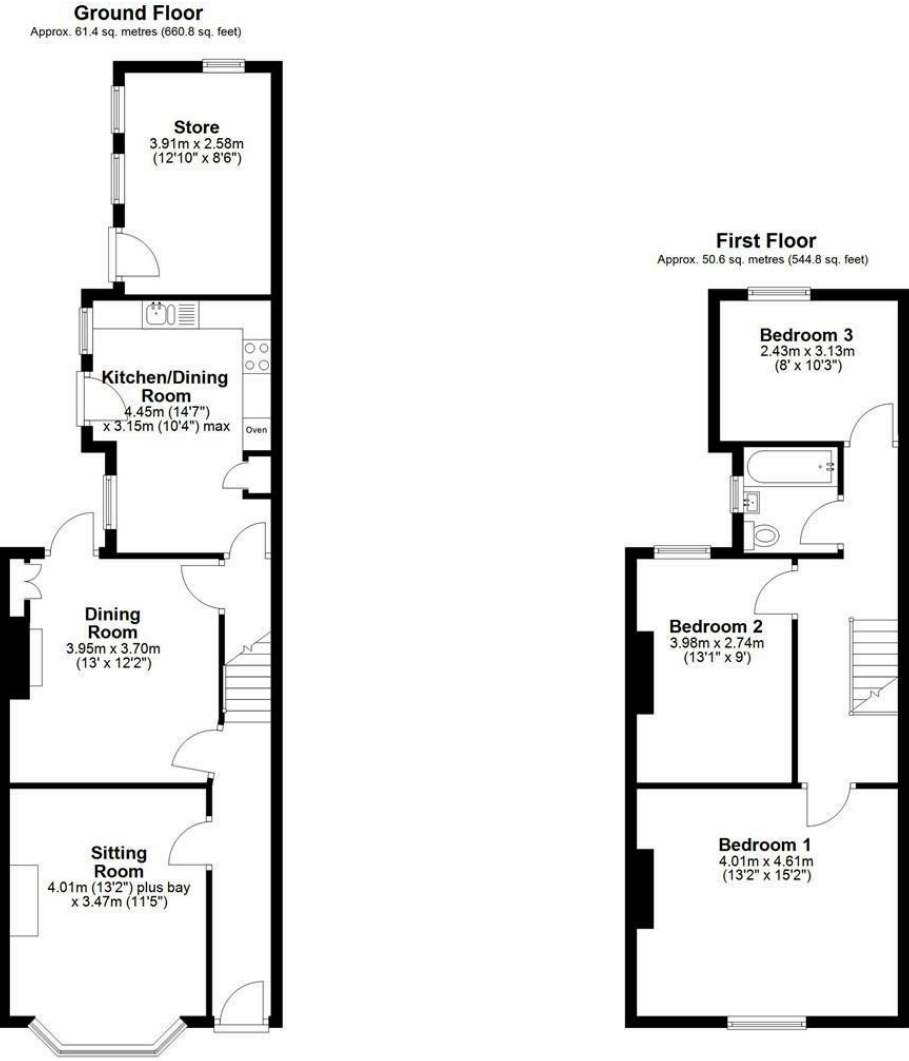 Ground Floor
Approx. 61.4 sq. metres (660.8 sq. feet)
Store
3.91m x 2.58m
(12'10" x 8'6")
Kitchen/Dining
Room
4.45m (14'7")
x 3.15m (10'4") max
Oven
Dining
Room
3.95m x 3.70m
(13' x 12'2")
Sitting
Room
4.01m (13'2") plus bay
x 3.47m (11'5")
First Floor
Approx. 50.6 sq. metres (544.8 sq. feet)
Bedroom 3
2.43m x 3.13m
(8' x 10'3")
Bedroom 2
3.98m x 2.74m
(13'1" x 9')
Bedroom 1
4.01m x 4.61m
(13'2" x 15'2")